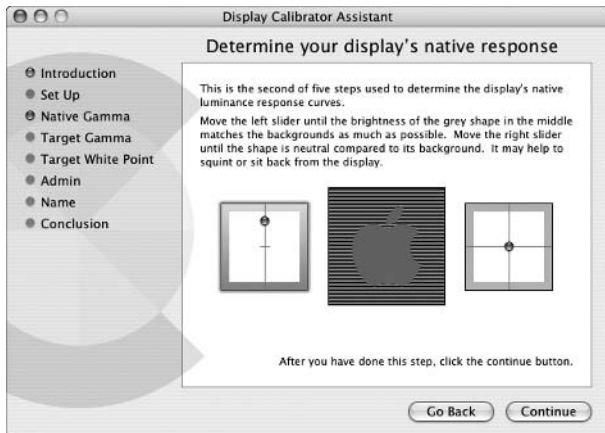 Display Calibrator Assistant
Determine your display's native response
Introduction
Set Up
Native Gamma
Target Gamma
Target White Point
Admin
Name
Conclusion
This is the second of five steps used to determine the display's native
luminance response curves.
Move the left slider until the brightness of the grey shape in the middle
matches the backgrounds as much as possible. Move the right slider
until the shape is neutral compared to its background. It may help to
squint or sit back from the display.
After you have done this step, click the continue button.
Go Back
Continue